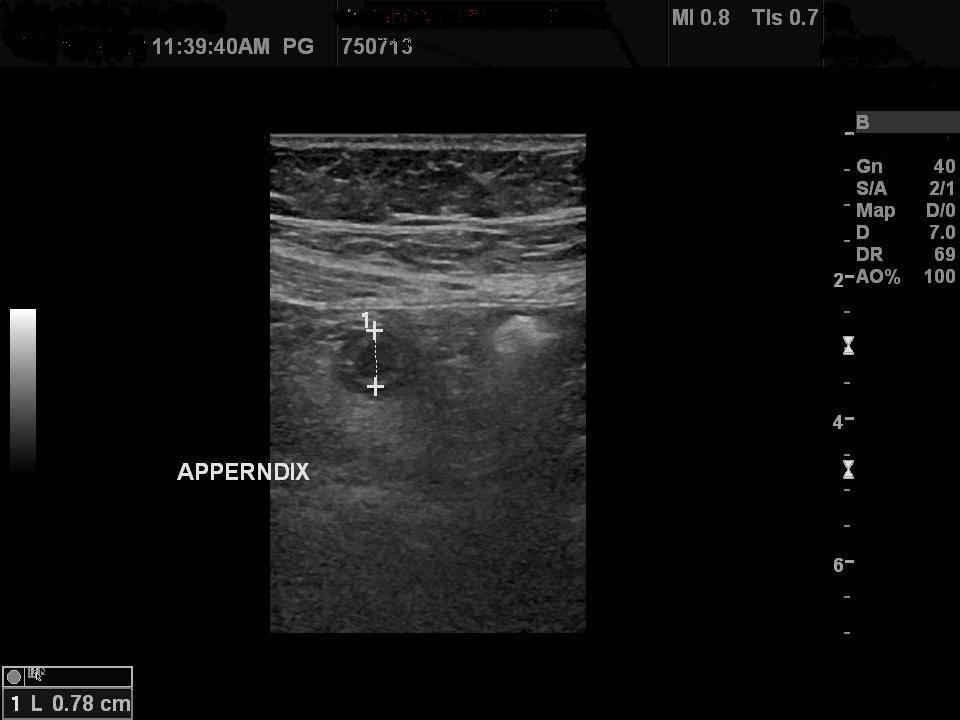 MI 0.8 TIs 0.7
11:39:40AM PG 750713
B
Gn 40
S/A 2/1
Map D/0
D 7.0
DR 69
2 AO% 100
1
4
APPERNDIX
6
1 L 0.78 cm